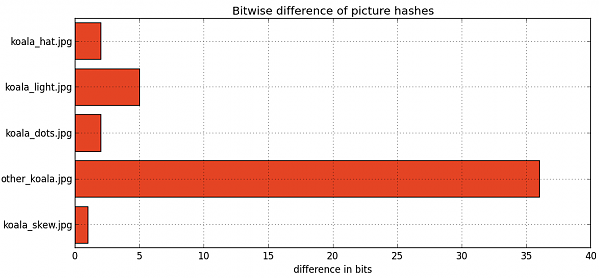 Bitwise difference of picture hashes
koala_hat.jpg
koala_light.jpg
koala_dots.jpg
other_koala.jpg
koala_skew.jpg
0 5 10 15 20 25 30 35 40
difference in bits